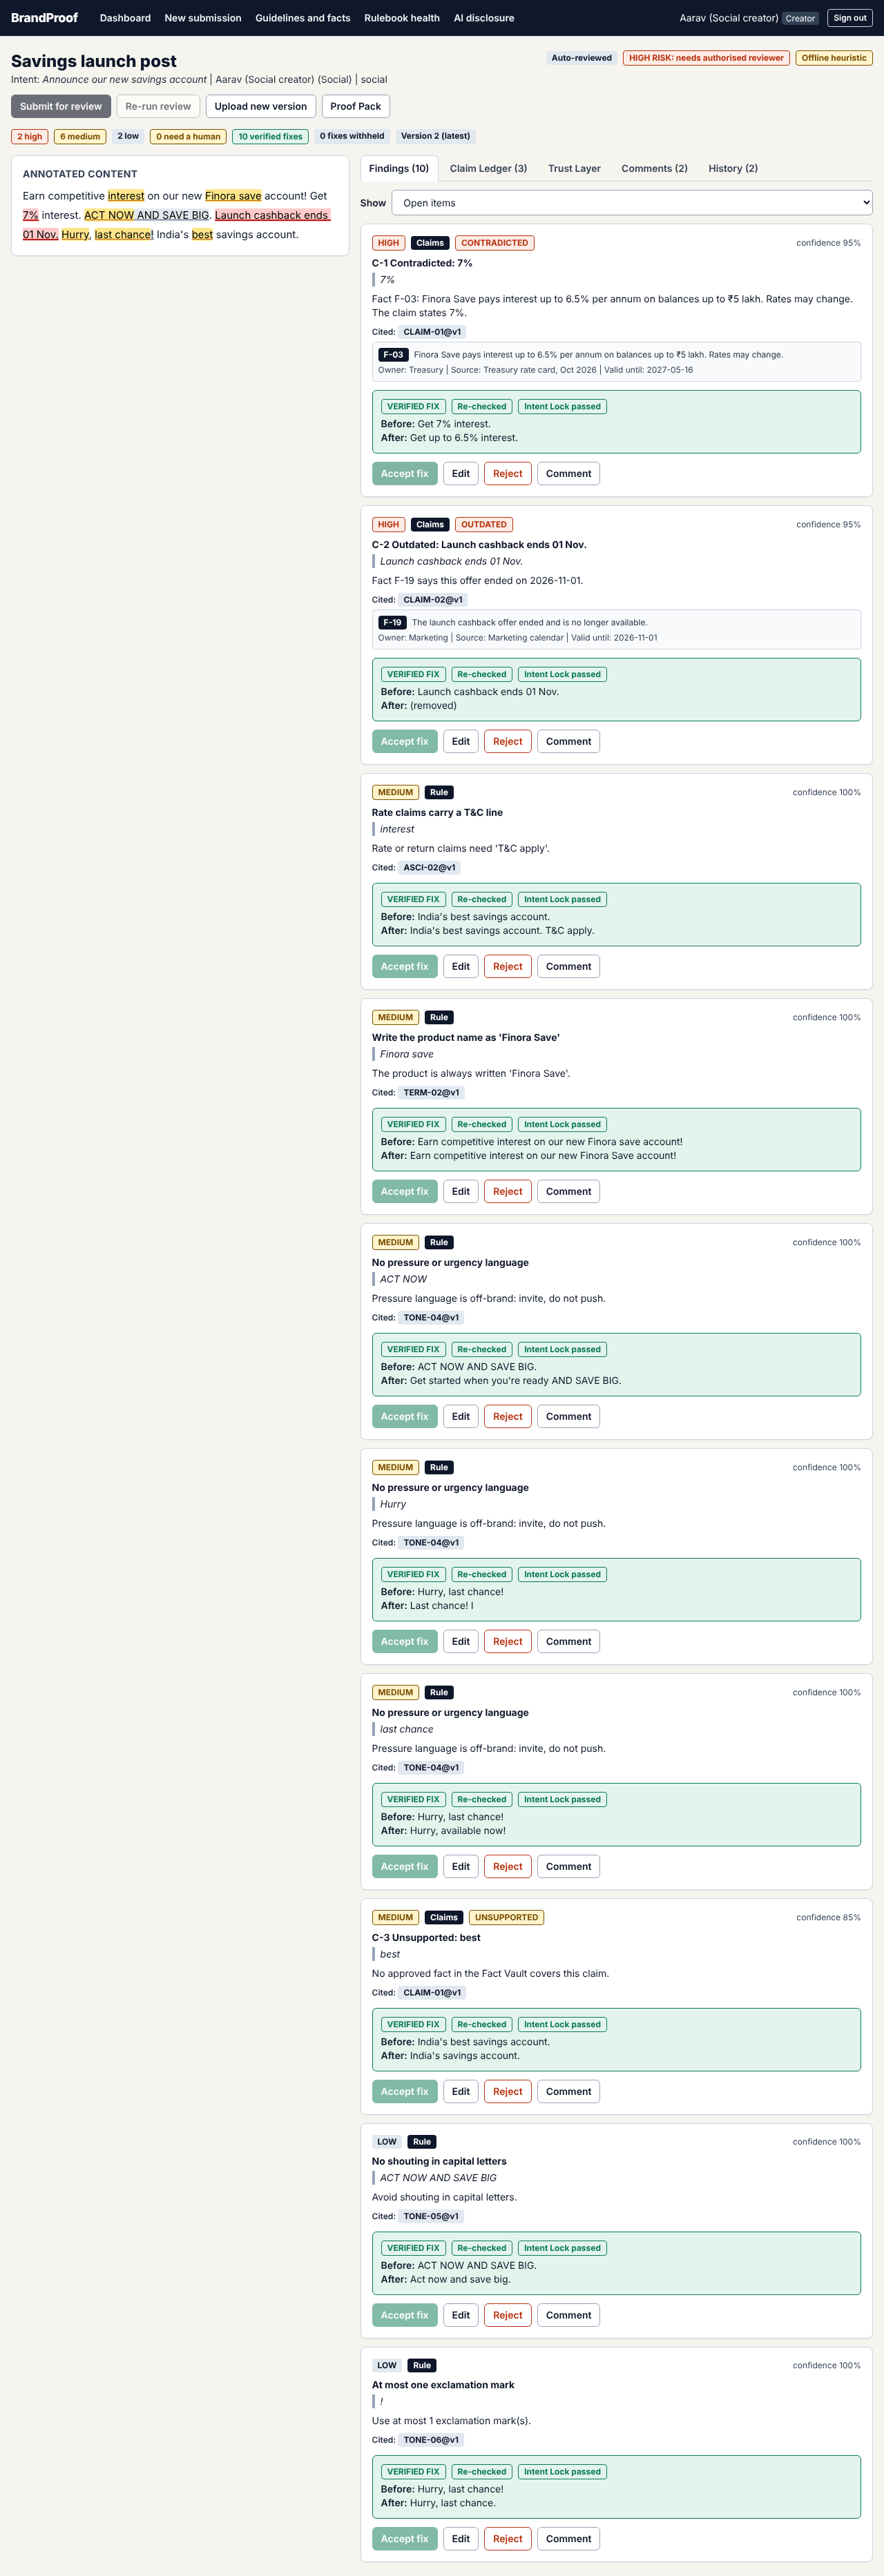 BrandProof Dashboard New submission Guidelines and facts Rulebook health AI disclosure Aarav (Social creator) Creator Sign out
Savings launch post
Auto-reviewed HIGH RISK: needs authorised reviewer Offline heuristic
Intent: Announce our new savings account | Aarav (Social creator) (Social) | social
Submit for review Re-run review Upload new version Proof Pack
2 high 6 medium 2 low 0 need a human 10 verified fixes 0 fixes withheld Version 2 (latest)
ANNOTATED CONTENT
Earn competitive interest on our new Finora save account! Get
7% interest. ACT NOW AND SAVE BIG. Launch cashback ends
01 Nov. Hurry, last chance! India's best savings account.
Findings (10) Claim Ledger (3) Trust Layer Comments (2) History (2)
Show Open items
HIGH Claims CONTRADICTED confidence 95%
C-1 Contradicted: 7%
7%
Fact F-03: Finora Save pays interest up to 6.5% per annum on balances up to ₹5 lakh. Rates may change.
The claim states 7%.
Cited: CLAIM-01@v1
F-03 Finora Save pays interest up to 6.5% per annum on balances up to ₹5 lakh. Rates may change.
Owner: Treasury | Source: Treasury rate card, Oct 2026 | Valid until: 2027-05-16
VERIFIED FIX Re-checked Intent Lock passed
Before: Get 7% interest.
After: Get up to 6.5% interest.
Accept fix Edit Reject Comment
HIGH Claims OUTDATED confidence 95%
C-2 Outdated: Launch cashback ends 01 Nov.
Launch cashback ends 01 Nov.
Fact F-19 says this offer ended on 2026-11-01.
Cited: CLAIM-02@v1
F-19 The launch cashback offer ended and is no longer available.
Owner: Marketing | Source: Marketing calendar | Valid until: 2026-11-01
VERIFIED FIX Re-checked Intent Lock passed
Before: Launch cashback ends 01 Nov.
After: (removed)
Accept fix Edit Reject Comment
MEDIUM Rule confidence 100%
Rate claims carry a T&C line
interest
Rate or return claims need 'T&C apply'.
Cited: ASCI-02@v1
VERIFIED FIX Re-checked Intent Lock passed
Before: India's best savings account.
After: India's best savings account. T&C apply.
Accept fix Edit Reject Comment
MEDIUM Rule confidence 100%
Write the product name as 'Finora Save'
Finora save
The product is always written 'Finora Save'.
Cited: TERM-02@v1
VERIFIED FIX Re-checked Intent Lock passed
Before: Earn competitive interest on our new Finora save account!
After: Earn competitive interest on our new Finora Save account!
Accept fix Edit Reject Comment
MEDIUM Rule confidence 100%
No pressure or urgency language
ACT NOW
Pressure language is off-brand: invite, do not push.
Cited: TONE-04@v1
VERIFIED FIX Re-checked Intent Lock passed
Before: ACT NOW AND SAVE BIG.
After: Get started when you're ready AND SAVE BIG.
Accept fix Edit Reject Comment
MEDIUM Rule confidence 100%
No pressure or urgency language
Hurry
Pressure language is off-brand: invite, do not push.
Cited: TONE-04@v1
VERIFIED FIX Re-checked Intent Lock passed
Before: Hurry, last chance!
After: Last chance! I
Accept fix Edit Reject Comment
MEDIUM Rule confidence 100%
No pressure or urgency language
last chance
Pressure language is off-brand: invite, do not push.
Cited: TONE-04@v1
VERIFIED FIX Re-checked Intent Lock passed
Before: Hurry, last chance!
After: Hurry, available now!
Accept fix Edit Reject Comment
MEDIUM Claims UNSUPPORTED confidence 85%
C-3 Unsupported: best
best
No approved fact in the Fact Vault covers this claim.
Cited: CLAIM-01@v1
VERIFIED FIX Re-checked Intent Lock passed
Before: India's best savings account.
After: India's savings account.
Accept fix Edit Reject Comment
LOW Rule confidence 100%
No shouting in capital letters
ACT NOW AND SAVE BIG
Avoid shouting in capital letters.
Cited: TONE-05@v1
VERIFIED FIX Re-checked Intent Lock passed
Before: ACT NOW AND SAVE BIG.
After: Act now and save big.
Accept fix Edit Reject Comment
LOW Rule confidence 100%
At most one exclamation mark
!
Use at most 1 exclamation mark(s).
Cited: TONE-06@v1
VERIFIED FIX Re-checked Intent Lock passed
Before: Hurry, last chance!
After: Hurry, last chance.
Accept fix Edit Reject Comment